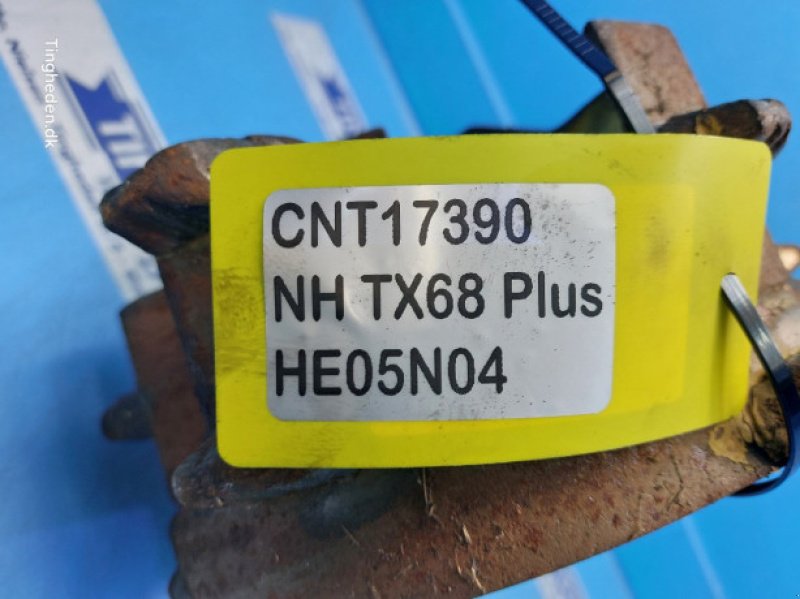 CNT17390
NH TX68 Plus
HE05N04
Tingheden.dk